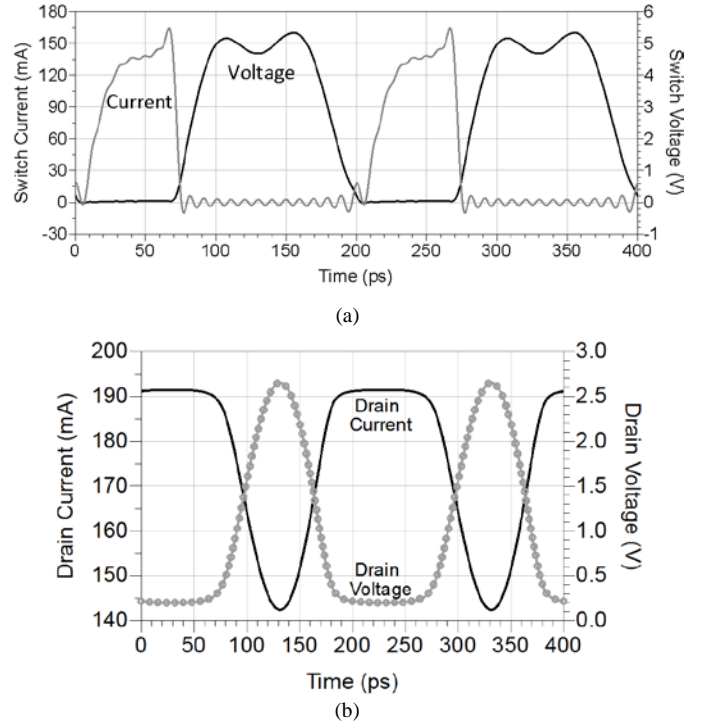 180 6
150 5
120 4
90 3
60 2
30 1
0 0
-30 -1
Switch Current (mA)
Switch Voltage (V)
Voltage
Current
0 50 100 150 200 250 300 350 400
Time (ps)
(a)
200 3.0
190 2.5
180 2.0
170 1.5
160 1.0
150 0.5
140 0.0
Drain Current (mA)
Drain Voltage (V)
Drain
Current
Drain
Voltage
0 50 100 150 200 250 300 350 400
Time (ps)
(b)